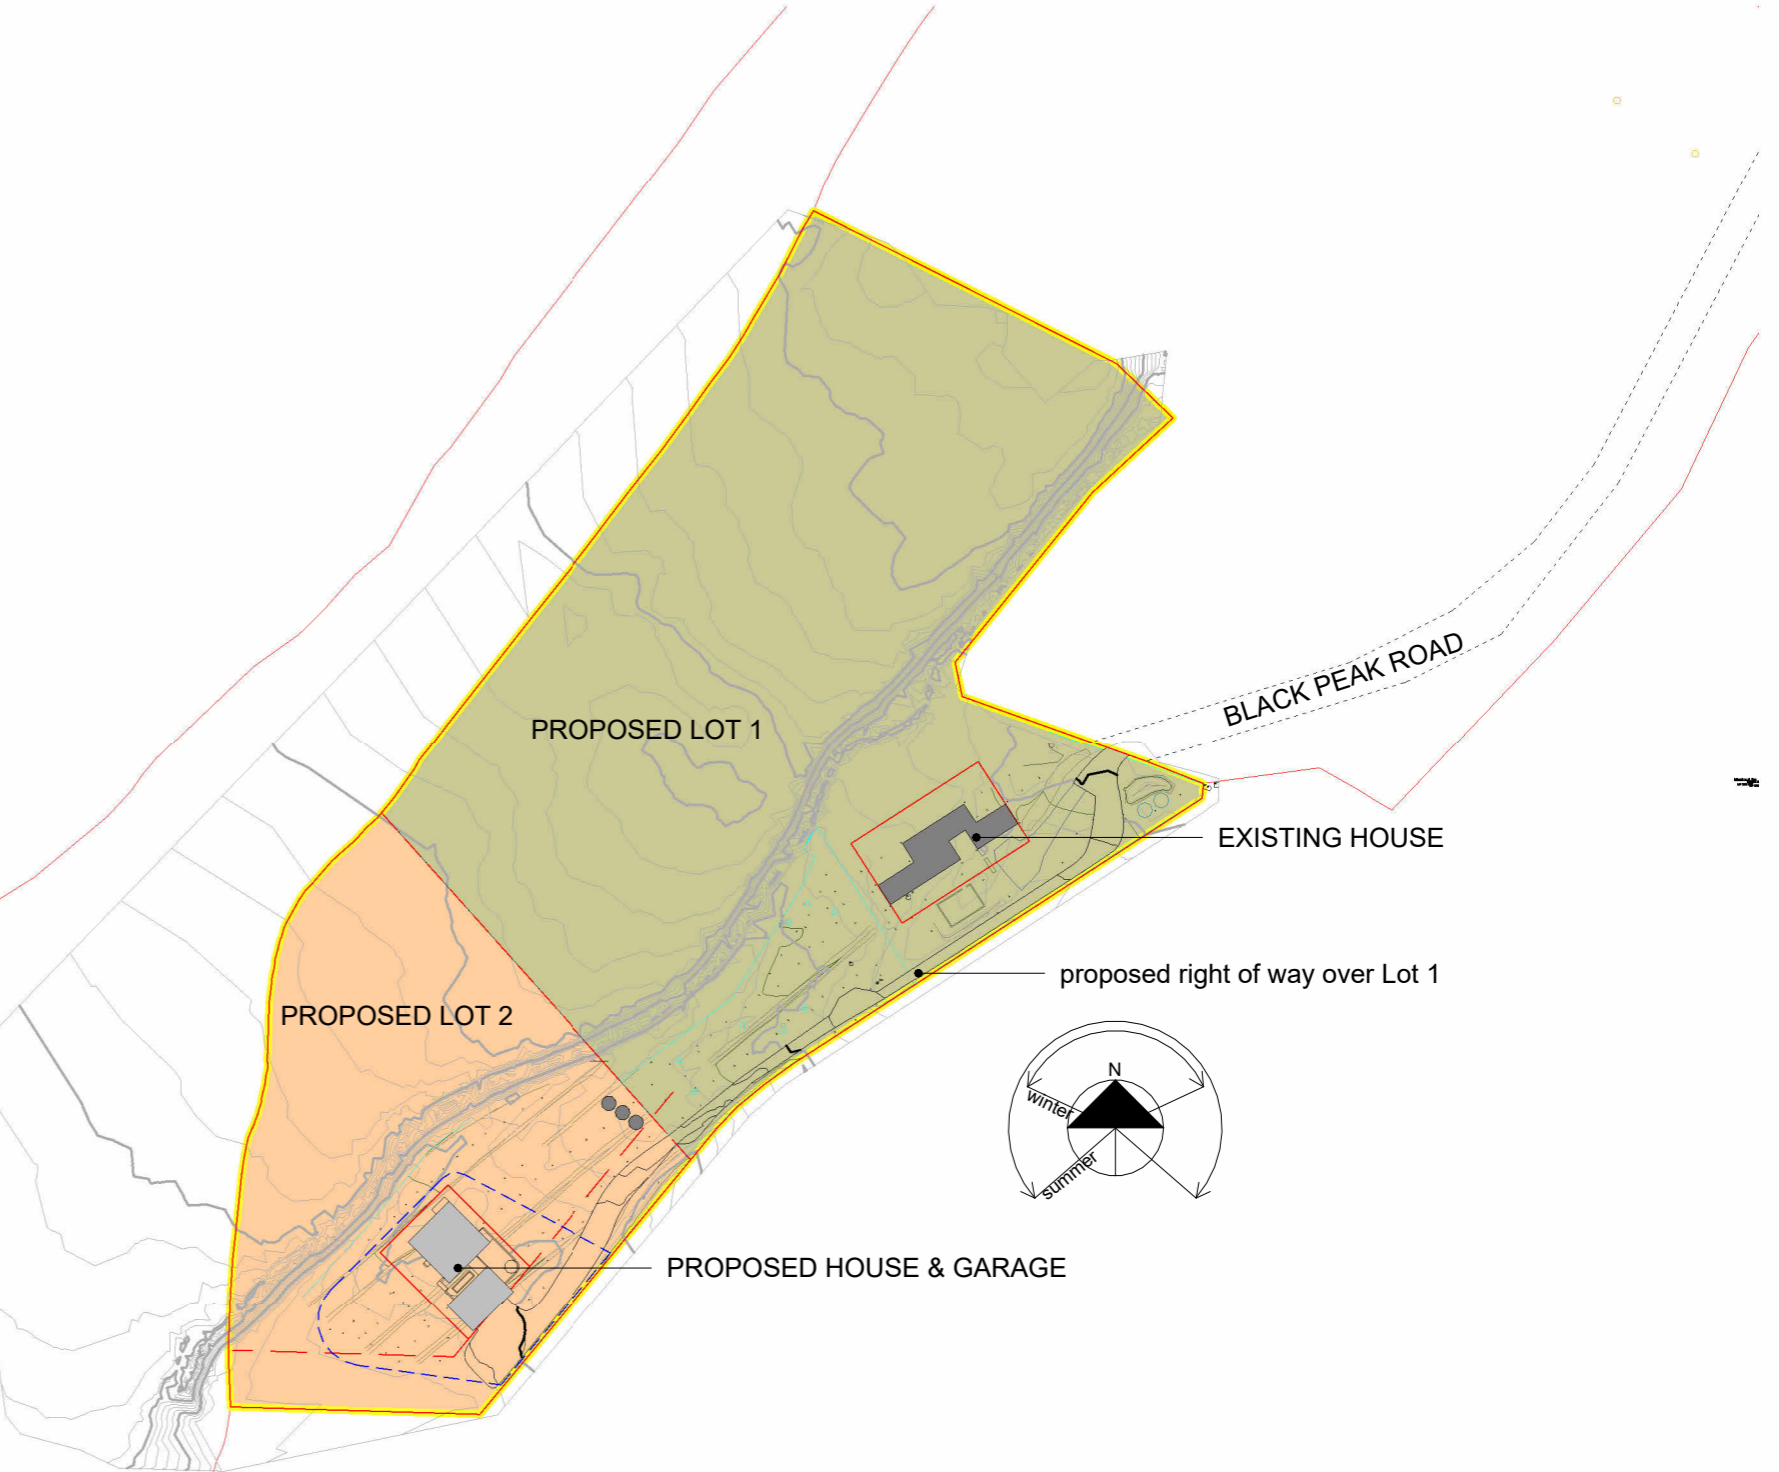 PROPOSED LOT 1
BLACK PEAK ROAD
EXISTING HOUSE
proposed right of way over Lot 1
PROPOSED LOT 2
N
winter
summer
PROPOSED HOUSE & GARAGE